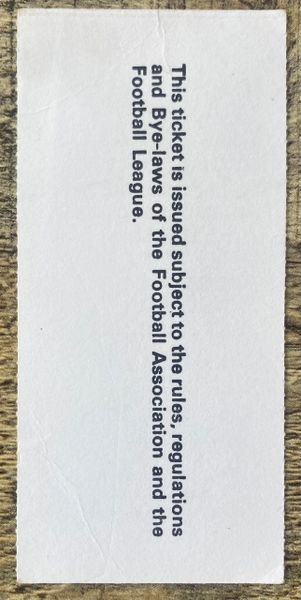 This ticket is issued subject to the rules, regulations
and Bye-laws of the Football Association and the
Football League.